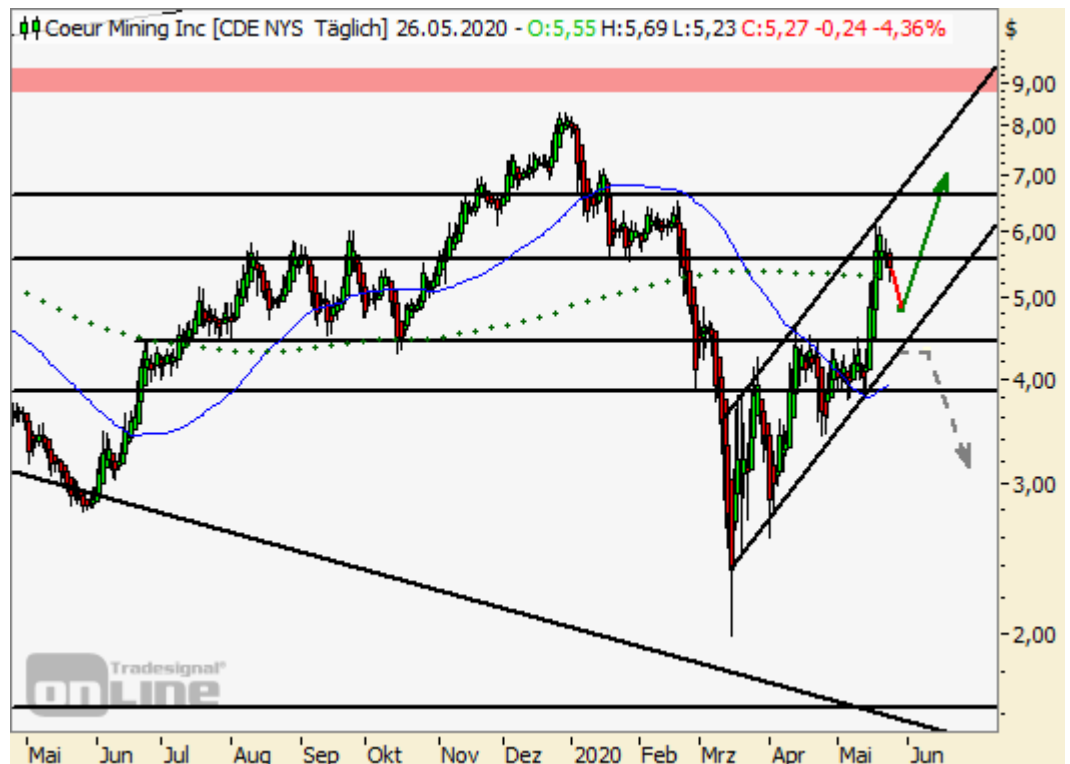 Coeur Mining Inc [CDE NYS Täglich] 26.05.2020 - O:5,55 H:5,69 L:5,23 C:5,27 -0,24 -4,36% $
9,00
8,00
7,00
6,00
5,00
4,00
3,00
2,00
Tradesignal®
onLine
Mai Jun Jul Aug Sep Okt Nov Dez 2020 Feb Mrz Apr Mai Jun